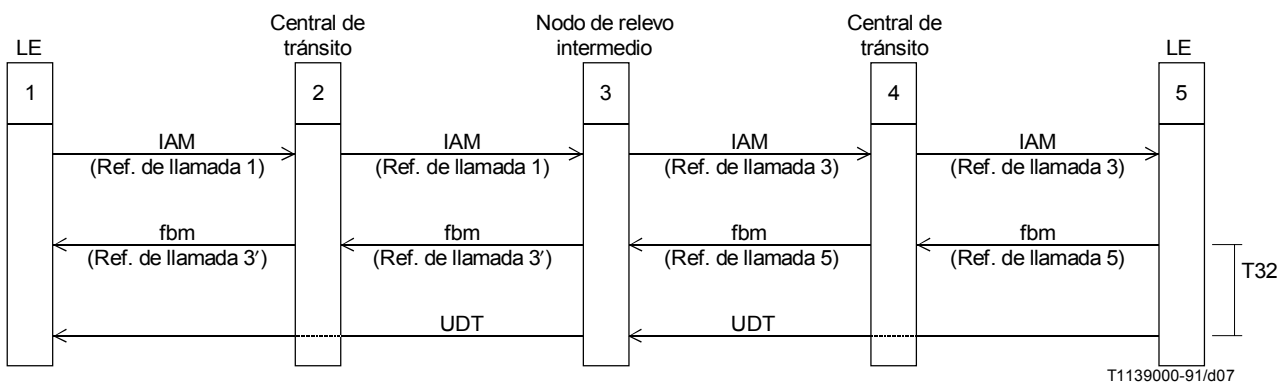 LE
Central de
tránsito
Nodo de relevo
intermedio
Central de
tránsito
LE
1
2
3
4
5
IAM
(Ref. de llamada 1)
IAM
(Ref. de llamada 1)
IAM
(Ref. de llamada 3)
IAM
(Ref. de llamada 3)
fbm
(Ref. de llamada 3′)
fbm
(Ref. de llamada 3′)
fbm
(Ref. de llamada 5)
fbm
(Ref. de llamada 5)
T32
UDT
UDT
T1139000-91/d07